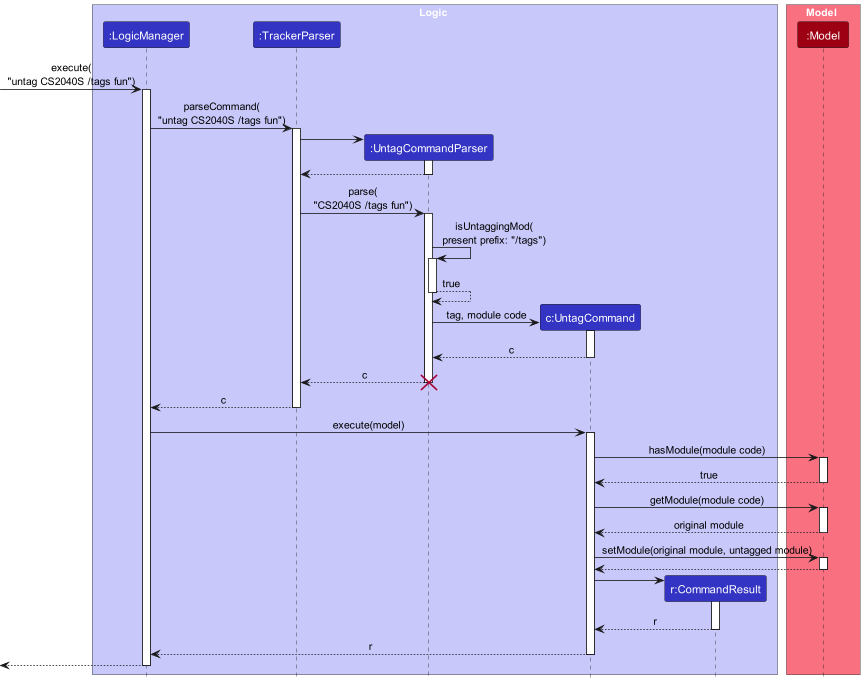 Logic
Model
:LogicManager
:TrackerParser
:Model
execute(
"untag CS2040S /tags fun")
parseCommand(
"untag CS2040S /tags fun")
:UntagCommandParser
parse(
"CS2040S /tags fun")
isUntaggingMod(
present prefix: "/tags")
true
tag, module code
c:UntagCommand
c
c
c
execute(model)
hasModule(module code)
true
getModule(module code)
original module
setModule(original module, untagged module)
r:CommandResult
r
r